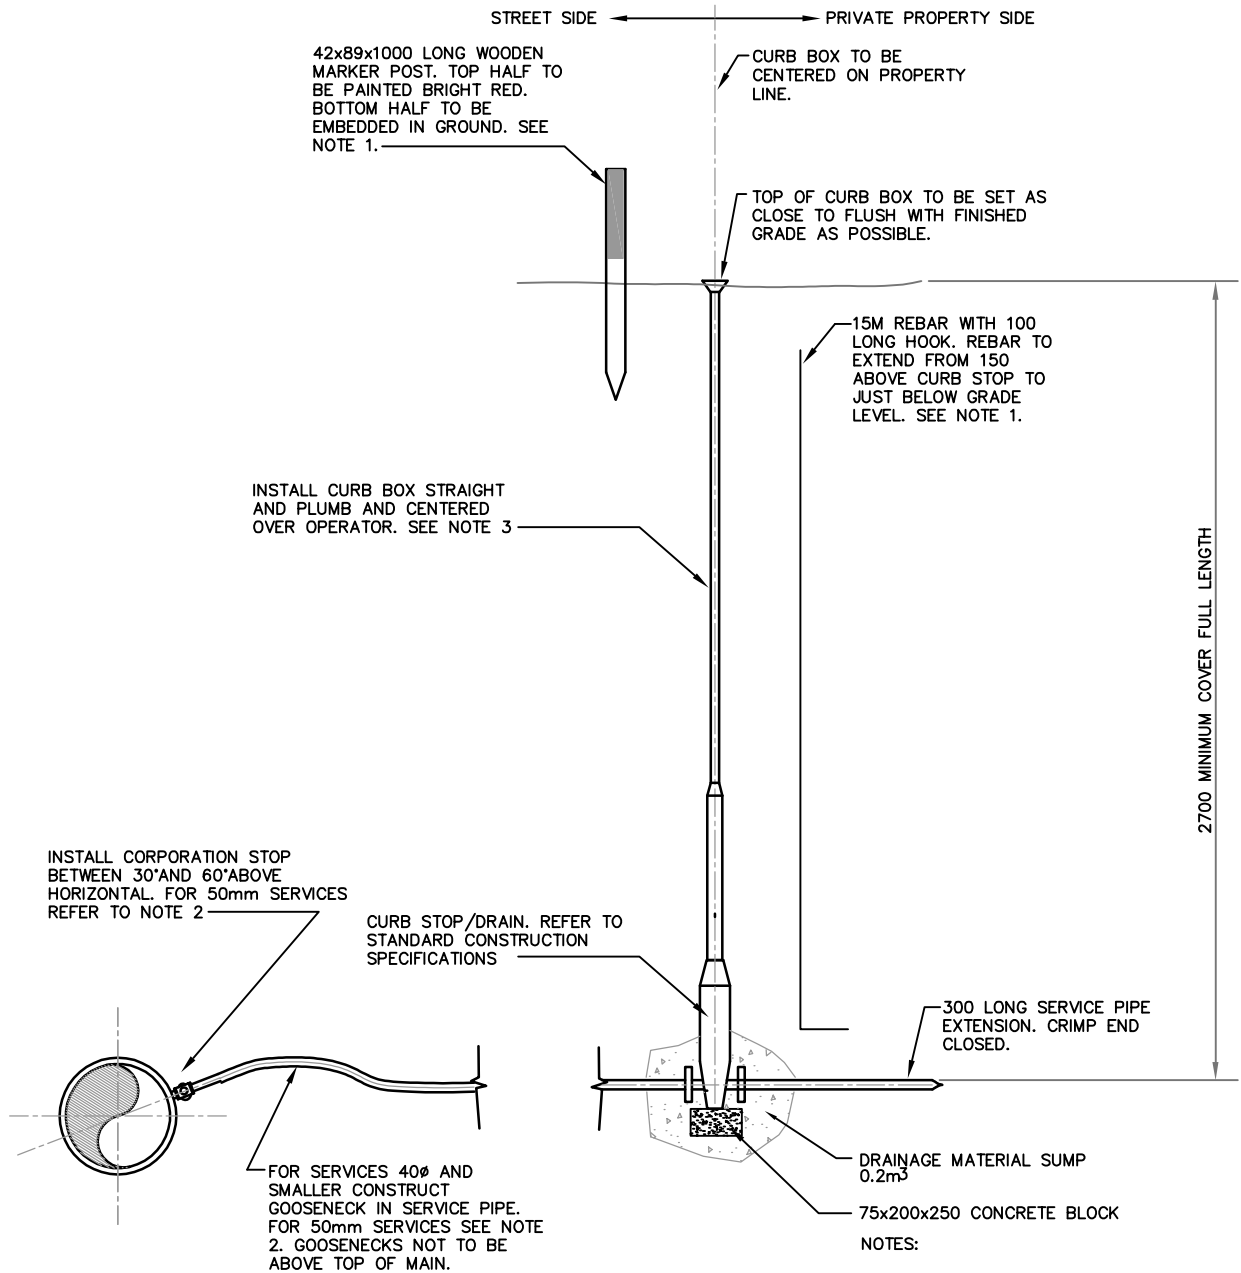 STREET SIDE
PRIVATE PROPERTY SIDE
42x89x1000 LONG WOODEN
MARKER POST. TOP HALF TO
BE PAINTED BRIGHT RED.
BOTTOM HALF TO BE
EMBEDDED IN GROUND. SEE
NOTE 1.
CURB BOX TO BE
CENTERED ON PROPERTY
LINE.
TOP OF CURB BOX TO BE SET AS
CLOSE TO FLUSH WITH FINISHED
GRADE AS POSSIBLE.
15M REBAR WITH 100
LONG HOOK. REBAR TO
EXTEND FROM 150
ABOVE CURB STOP TO
JUST BELOW GRADE
LEVEL. SEE NOTE 1.
INSTALL CURB BOX STRAIGHT
AND PLUMB AND CENTERED
OVER OPERATOR. SEE NOTE 3
2700 MINIMUM COVER FULL LENGTH
INSTALL CORPORATION STOP
BETWEEN 30°AND 60°ABOVE
HORIZONTAL. FOR 50mm SERVICES
REFER TO NOTE 2
CURB STOP/DRAIN. REFER TO
STANDARD CONSTRUCTION
SPECIFICATIONS
300 LONG SERVICE PIPE
EXTENSION. CRIMP END
CLOSED.
FOR SERVICES 40ø AND
SMALLER CONSTRUCT
GOOSENECK IN SERVICE PIPE.
FOR 50mm SERVICES SEE NOTE
2. GOOSENECKS NOT TO BE
ABOVE TOP OF MAIN.
DRAINAGE MATERIAL SUMP
0.2m³
75x200x250 CONCRETE BLOCK
NOTES: